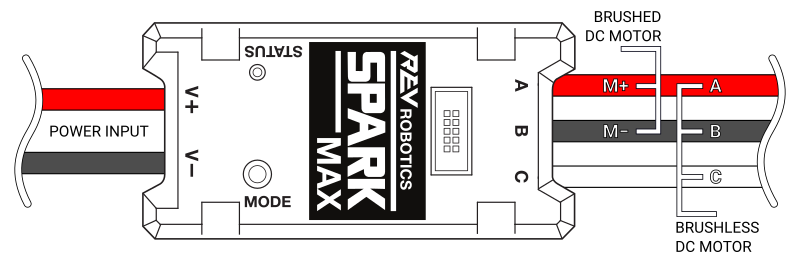 BRUSHED
DC MOTOR
STATUS
V+
POWER INPUT
V-
MODE
REV ROBOTICS
SPARK
MAX
A
B
C
M+
A
M-
B
C
BRUSHLESS
DC MOTOR